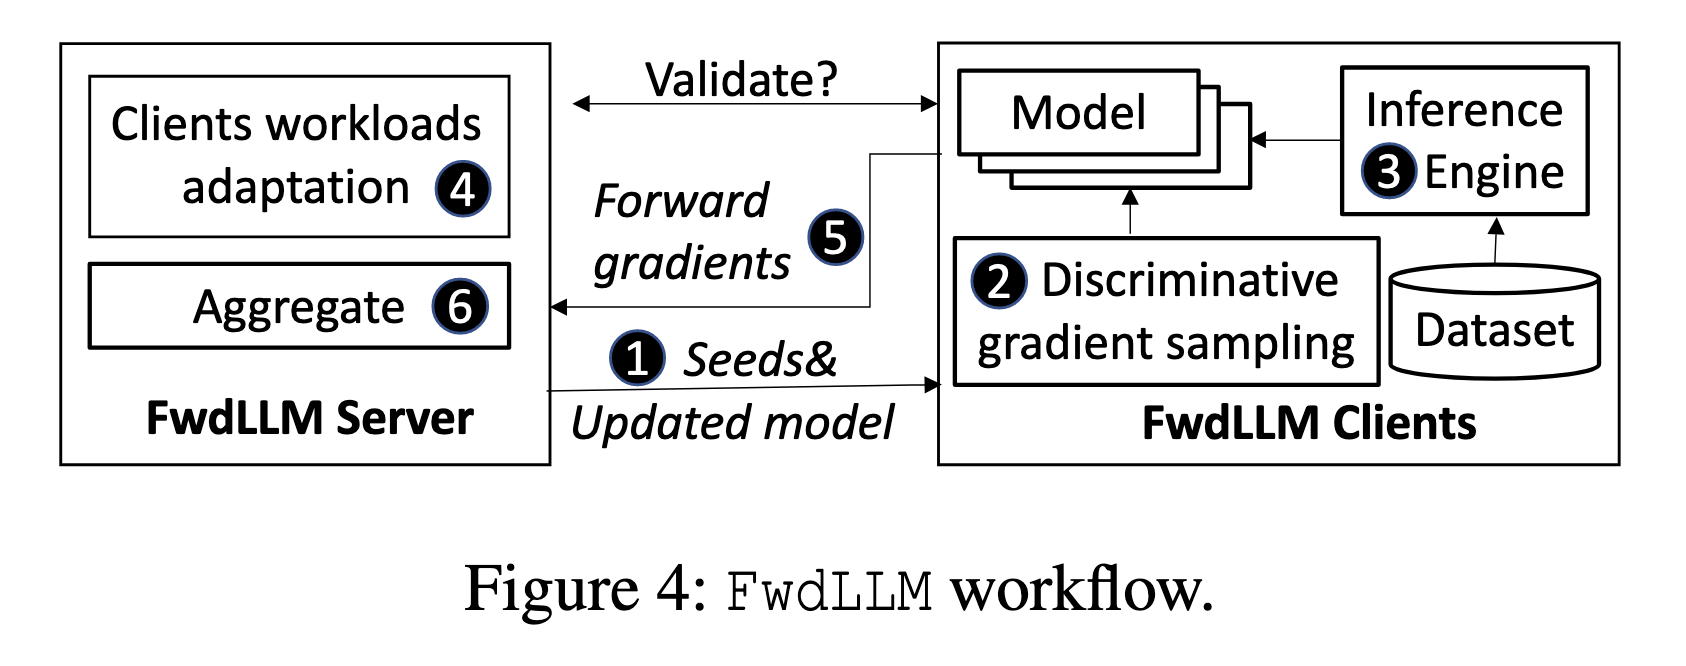 Clients workloads
adaptation 4
Aggregate 6
FwdLLM Server
Validate?
Forward
gradients 5
1 Seeds&
Updated model
Model
Inference
3 Engine
2 Discriminative
gradient sampling
Dataset
FwdLLM Clients
Figure 4: FwdLLM workflow.